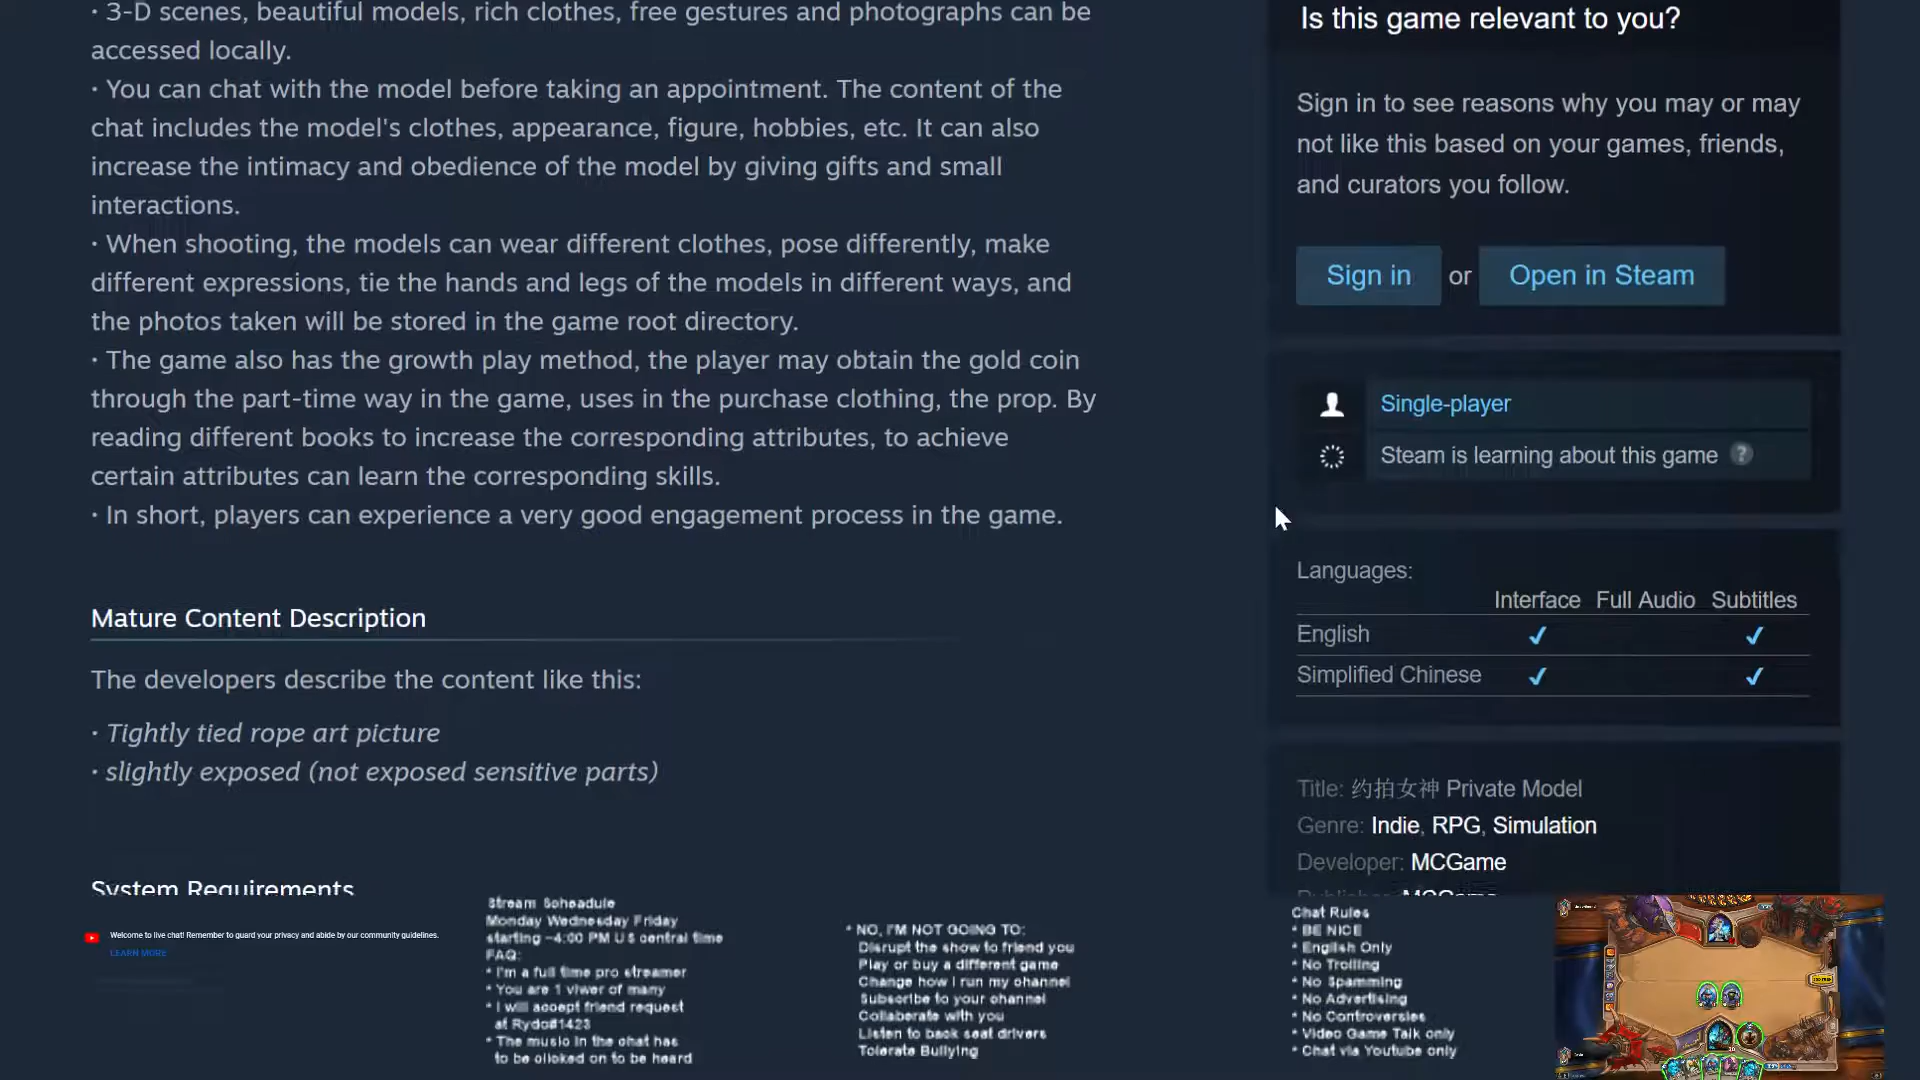 · 3-D scenes, beautiful models, rich clothes, free gestures and photographs can be
accessed locally.
· You can chat with the model before taking an appointment. The content of the
chat includes the model's clothes, appearance, figure, hobbies, etc. It can also
increase the intimacy and obedience of the model by giving gifts and small
interactions.
· When shooting, the models can wear different clothes, pose differently, make
different expressions, tie the hands and legs of the models in different ways, and
the photos taken will be stored in the game root directory.
· The game also has the growth play method, the player may obtain the gold coin
through the part-time way in the game, uses in the purchase clothing, the prop. By
reading different books to increase the corresponding attributes, to achieve
certain attributes can learn the corresponding skills.
· In short, players can experience a very good engagement process in the game.
Mature Content Description
The developers describe the content like this:
· Tightly tied rope art picture
· slightly exposed (not exposed sensitive parts)
System Requirements
Is this game relevant to you?
Sign in to see reasons why you may or may
not like this based on your games, friends,
and curators you follow.
Sign in or Open in Steam
Single-player
Steam is learning about this game ?
Languages:
Interface Full Audio Subtitles
English ✓ ✓
Simplified Chinese ✓ ✓
Title: 约拍女神 Private Model
Genre: Indie, RPG, Simulation
Developer: MCGame
Welcome to live chat! Remember to guard your privacy and abide by our community guidelines.
LEARN MORE
Stream Scheadule
Monday Wednesday Friday
starting ~4:00 PM US central time
FAQ:
* I'm a full time pro streamer
* You are 1 viwer of many
* I will accept friend request
at Rydo#1423
* The music in the chat has
to be clicked on to be heard
* NO, I'M NOT GOING TO:
Disrupt the show to friend you
Play or buy a different game
Change how I run my channel
Subscribe to your channel
Collaberate with you
Listen to back seat drivers
Tolerate Bullying
Chat Rules
* BE NICE
* English Only
* No Trolling
* No Spamming
* No Advertising
* No Controversies
* Video Game Talk only
* Chat via Youtube only